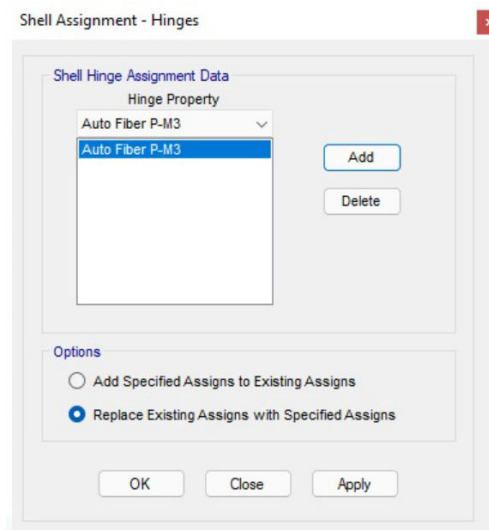 Shell Assignment - Hinges
Shell Hinge Assignment Data
Hinge Property
Auto Fiber P-M3
Auto Fiber P-M3
Add
Delete
Options
Add Specified Assigns to Existing Assigns
Replace Existing Assigns with Specified Assigns
OK Close Apply